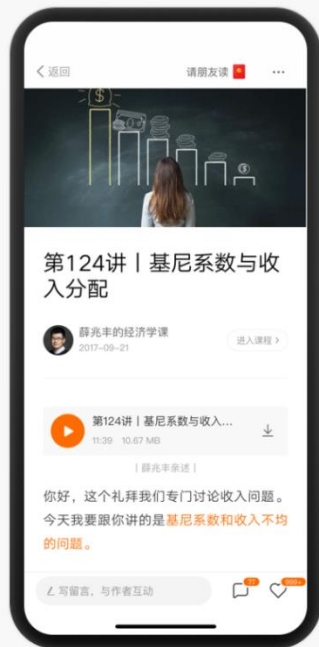 返回
请朋友读
第124讲丨基尼系数与收
入分配
薛兆丰的经济学课
2017-09-21
进入课程
第124讲丨基尼系数与收入...
11:39 10.67 MB
| 薛兆丰亲述 |
你好，这个礼拜我们专门讨论收入问题。
今天我要跟你讲的是基尼系数和收入不均
的问题。
写留言，与作者互动
77
999+